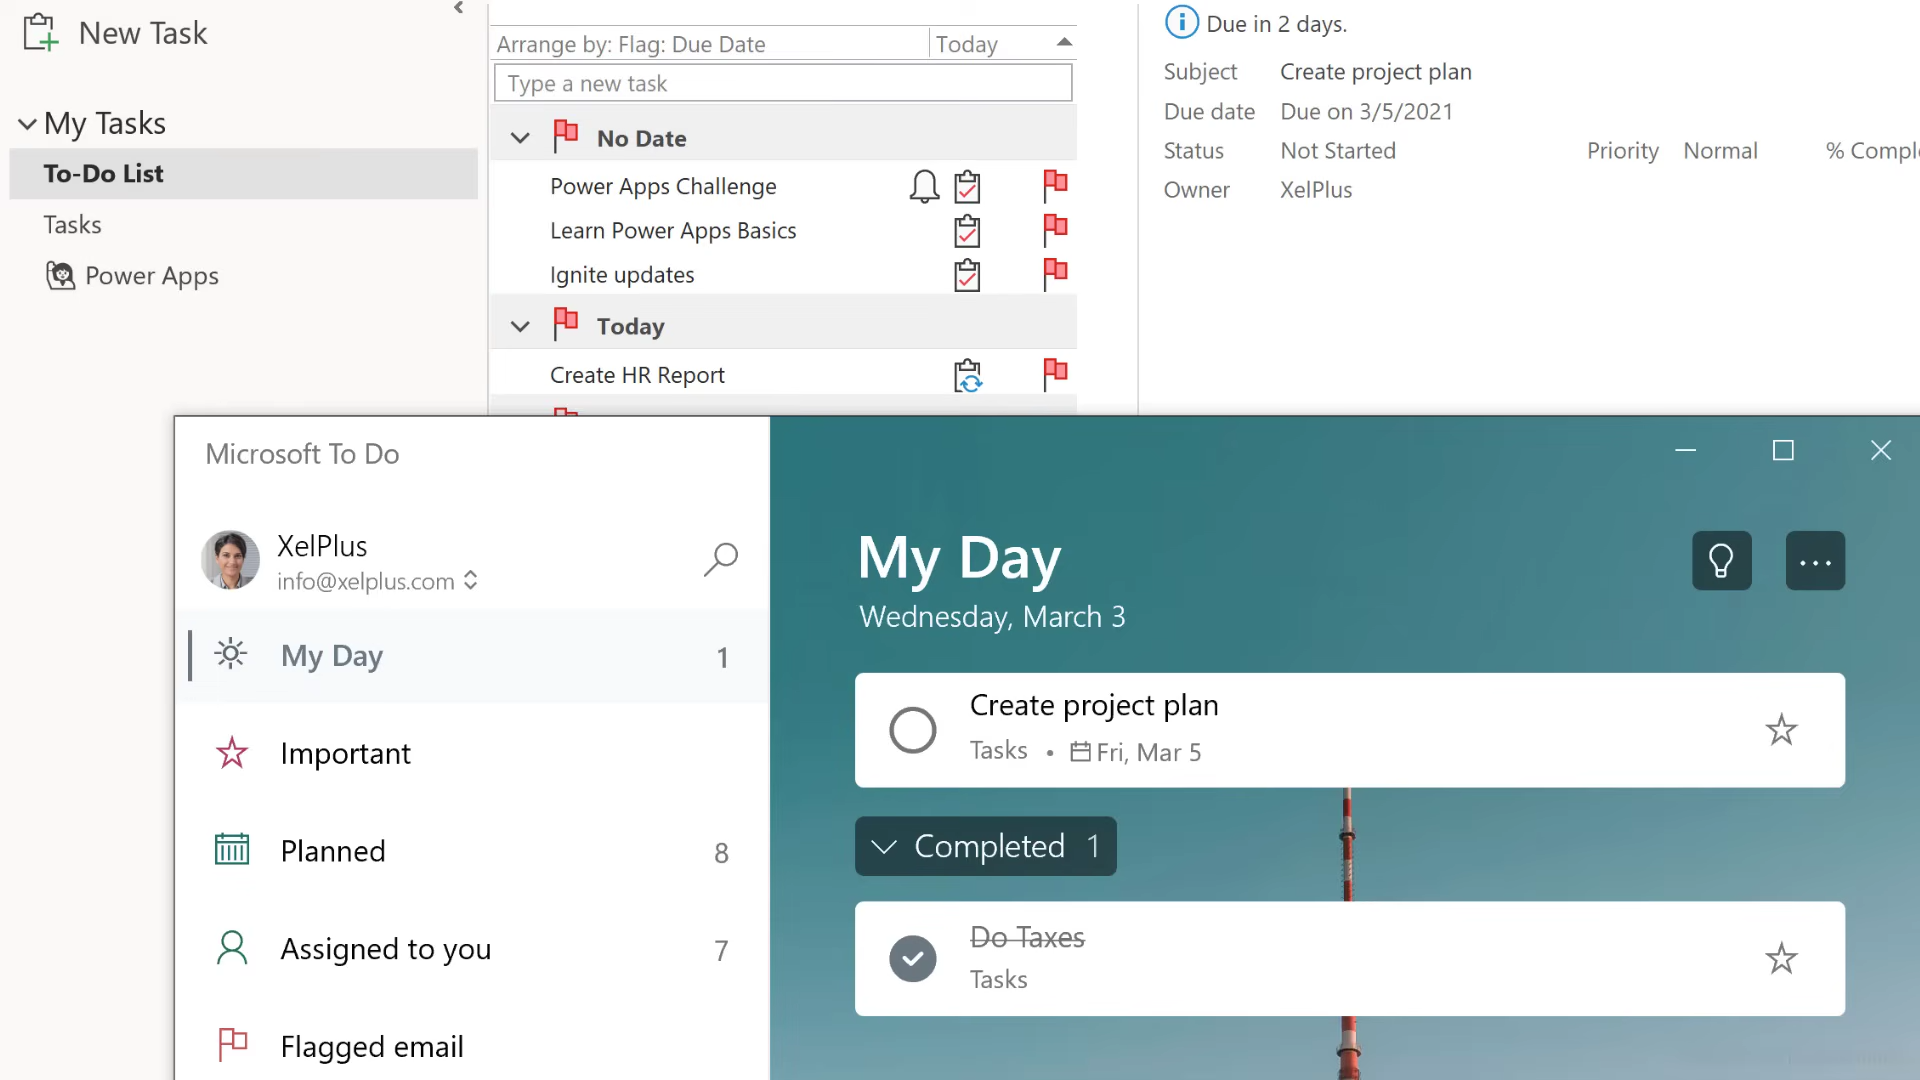 New Task
My Tasks
To-Do List
Tasks
Power Apps
Arrange by: Flag: Due Date
Today
Type a new task
No Date
Power Apps Challenge
Learn Power Apps Basics
Ignite updates
Today
Create HR Report
Due in 2 days.
Subject Create project plan
Due date Due on 3/5/2021
Status Not Started Priority Normal % Comple
Owner XelPlus
Microsoft To Do
XelPlus
info@xelplus.com
My Day 1
Important
Planned 8
Assigned to you 7
Flagged email
My Day
Wednesday, March 3
Create project plan
Tasks • Fri, Mar 5
Completed 1
Do Taxes
Tasks